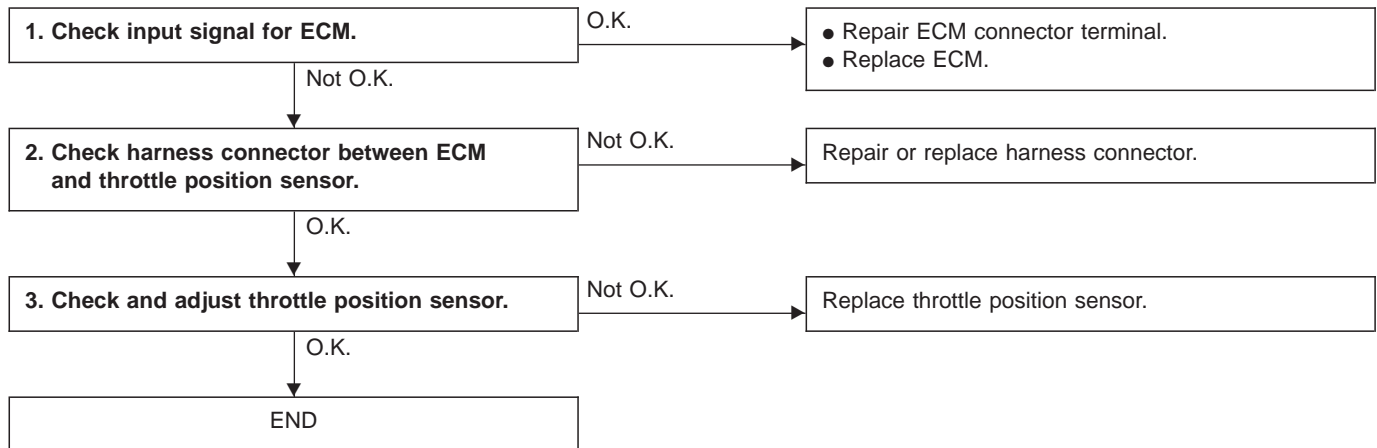 1. Check input signal for ECM.
O.K.
● Repair ECM connector terminal.
● Replace ECM.
Not O.K.
2. Check harness connector between ECM
and throttle position sensor.
Not O.K.
Repair or replace harness connector.
O.K.
3. Check and adjust throttle position sensor.
Not O.K.
Replace throttle position sensor.
O.K.
END